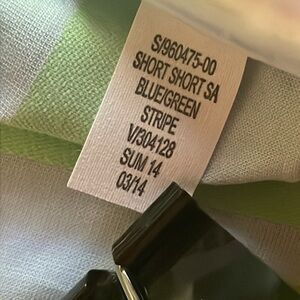 S/960475-00
SHORT SHORT SA
BLUE/GREEN
STRIPE
V/304128
SUM 14
03/14